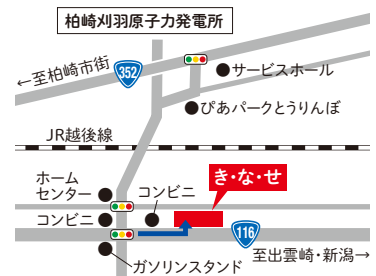 柏崎刈羽原子力発電所
←至柏崎市街
352
サービスホール
ぴあパークとうりんぼ
JR越後線
ホーム
センター
コンビニ
き・な・せ
コンビニ
116
至出雲崎・新潟→
ガソリンスタンド